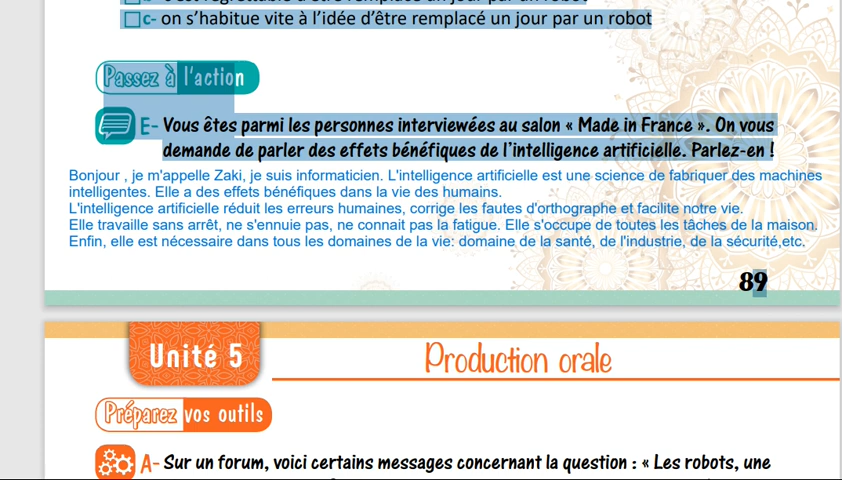 c- on s'habitue vite à l'idée d'être remplacé un jour par un robot
Passez à l'action
E- Vous êtes parmi les personnes interviewées au salon « Made in France ». On vous
demande de parler des effets bénéfiques de l'intelligence artificielle. Parlez-en !
Bonjour , je m'appelle Zaki, je suis informaticien. L'intelligence artificielle est une science de fabriquer des machines
intelligentes. Elle a des effets bénéfiques dans la vie des humains.
L'intelligence artificielle réduit les erreurs humaines, corrige les fautes d'orthographe et facilite notre vie.
Elle travaille sans arrêt, ne s'ennuie pas, ne connait pas la fatigue. Elle s'occupe de toutes les tâches de la maison.
Enfin, elle est nécessaire dans tous les domaines de la vie: domaine de la santé, de l'industrie, de la sécurité,etc.
89
Unité 5
Production orale
Préparez vos outils
A- Sur un forum, voici certains messages concernant la question : « Les robots, une